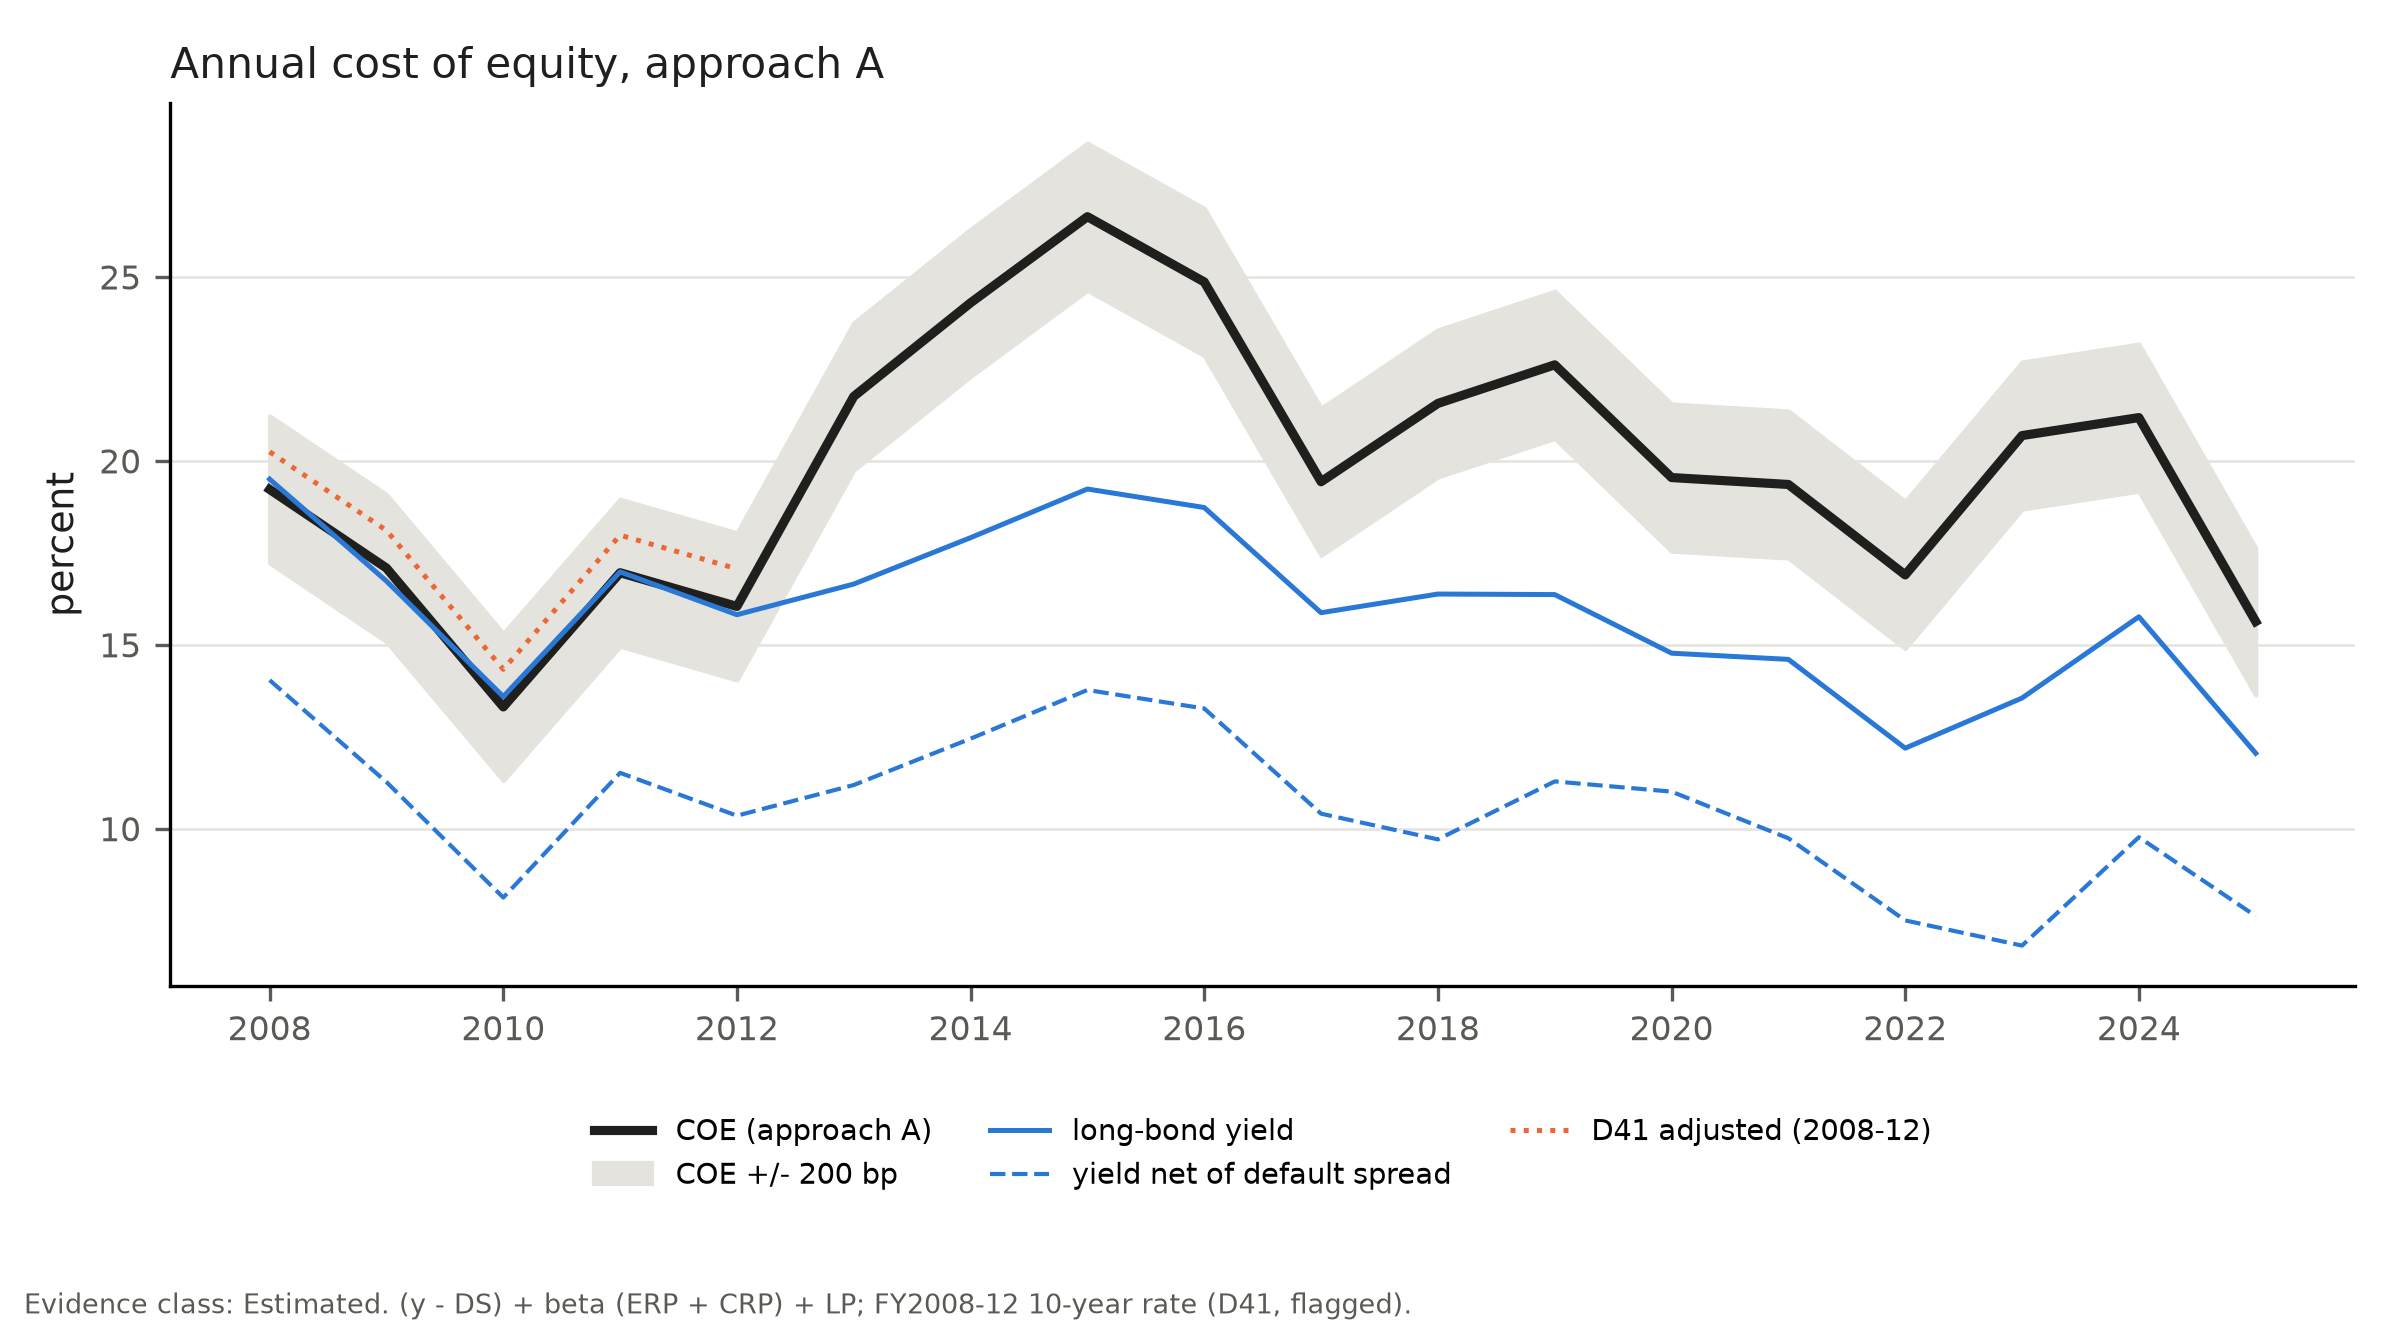 Annual cost of equity, approach A
percent
25
20
15
10
2008 2010 2012 2014 2016 2018 2020 2022 2024
COE (approach A)
COE +/- 200 bp
long-bond yield
yield net of default spread
D41 adjusted (2008-12)
Evidence class: Estimated. (y - DS) + beta (ERP + CRP) + LP; FY2008-12 10-year rate (D41, flagged).